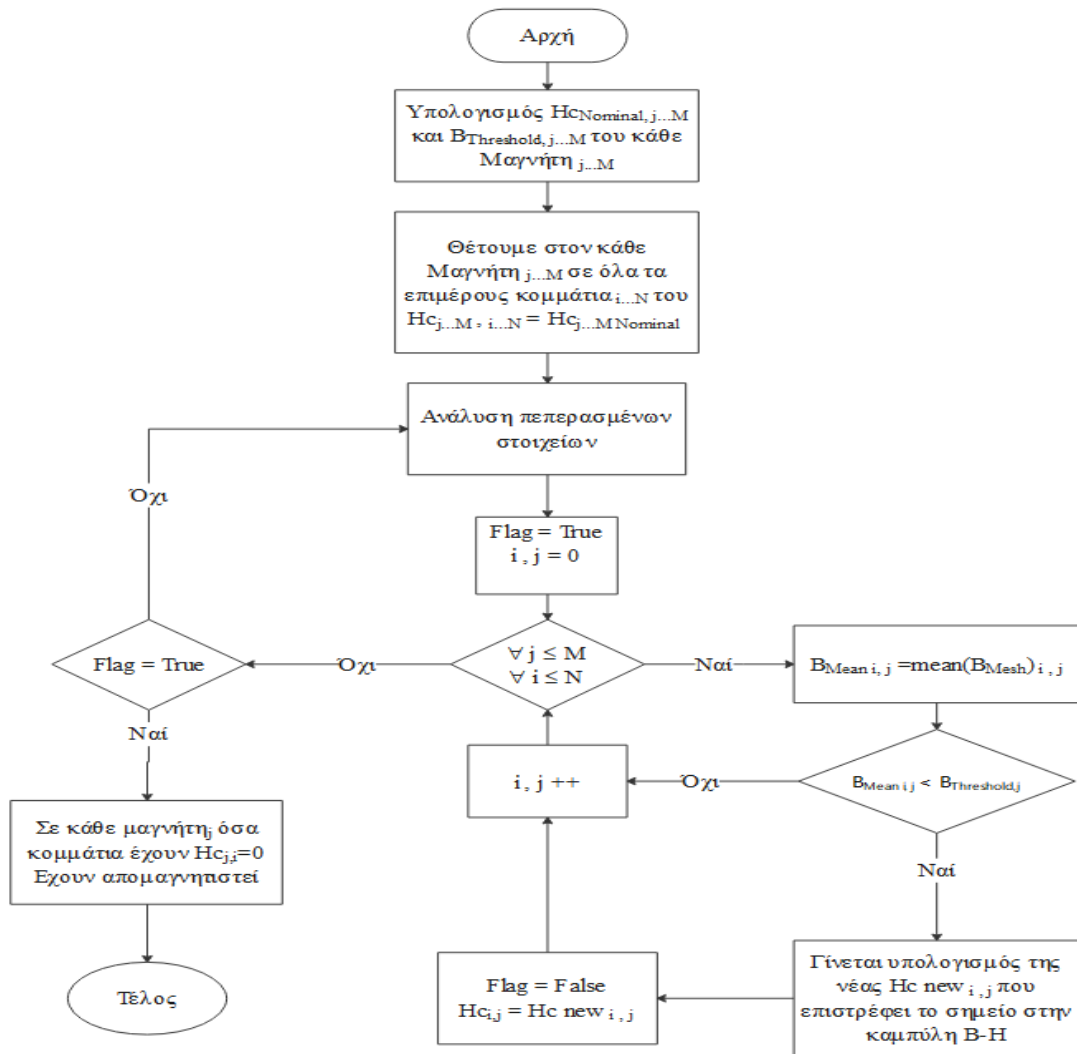 Αρχή
Υπολογισμός Hc_Nominal, j...M
και B_Threshold, j...M του κάθε
Μαγνήτη j...M
Θέτουμε στον κάθε
Μαγνήτη j...M σε όλα τα
επιμέρους κομμάτια i...N του
Hc_j...M , i...N = Hc_j...M Nominal
Ανάλυση πεπερασμένων
στοιχείων
Όχι
Flag = True
i , j = 0
Flag = True
Όχι
∀ j ≤ M
∀ i ≤ N
Ναί
B_Mean i, j =mean(B_Mesh) i , j
Ναί
i, j ++
Όχι
B_Mean i j < B_Threshold,j
Σε κάθε μαγνήτη j όσα
κομμάτια έχουν Hc_j,i=0
Εχουν απομαγνητιστεί
Ναί
Τέλος
Flag = False
Hc_i,j = Hc new i , j
Γίνεται υπολογισμός της
νέας Hc new i , j που
επιστρέφει το σημείο στην
καμπύλη B-H